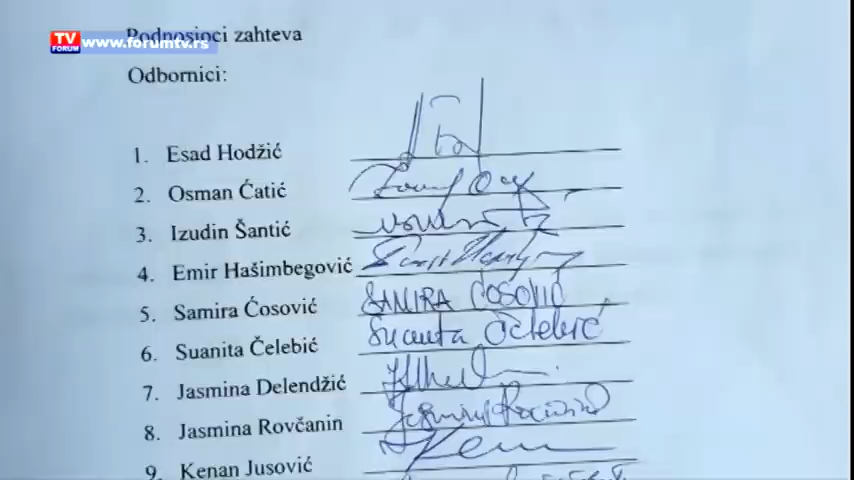 TV FORUM www.forumtv.rs
Podnosioci zahteva
Odbornici:
1. Esad Hodžić
2. Osman Ćatić
3. Izudin Šantić
4. Emir Hašimbegović
5. Samira Ćosović SAMIRA ĆOSOVIĆ
6. Suanita Čelebić Suanita Čelebić
7. Jasmina Delendžić
8. Jasmina Rovčanin
9. Kenan Jusović